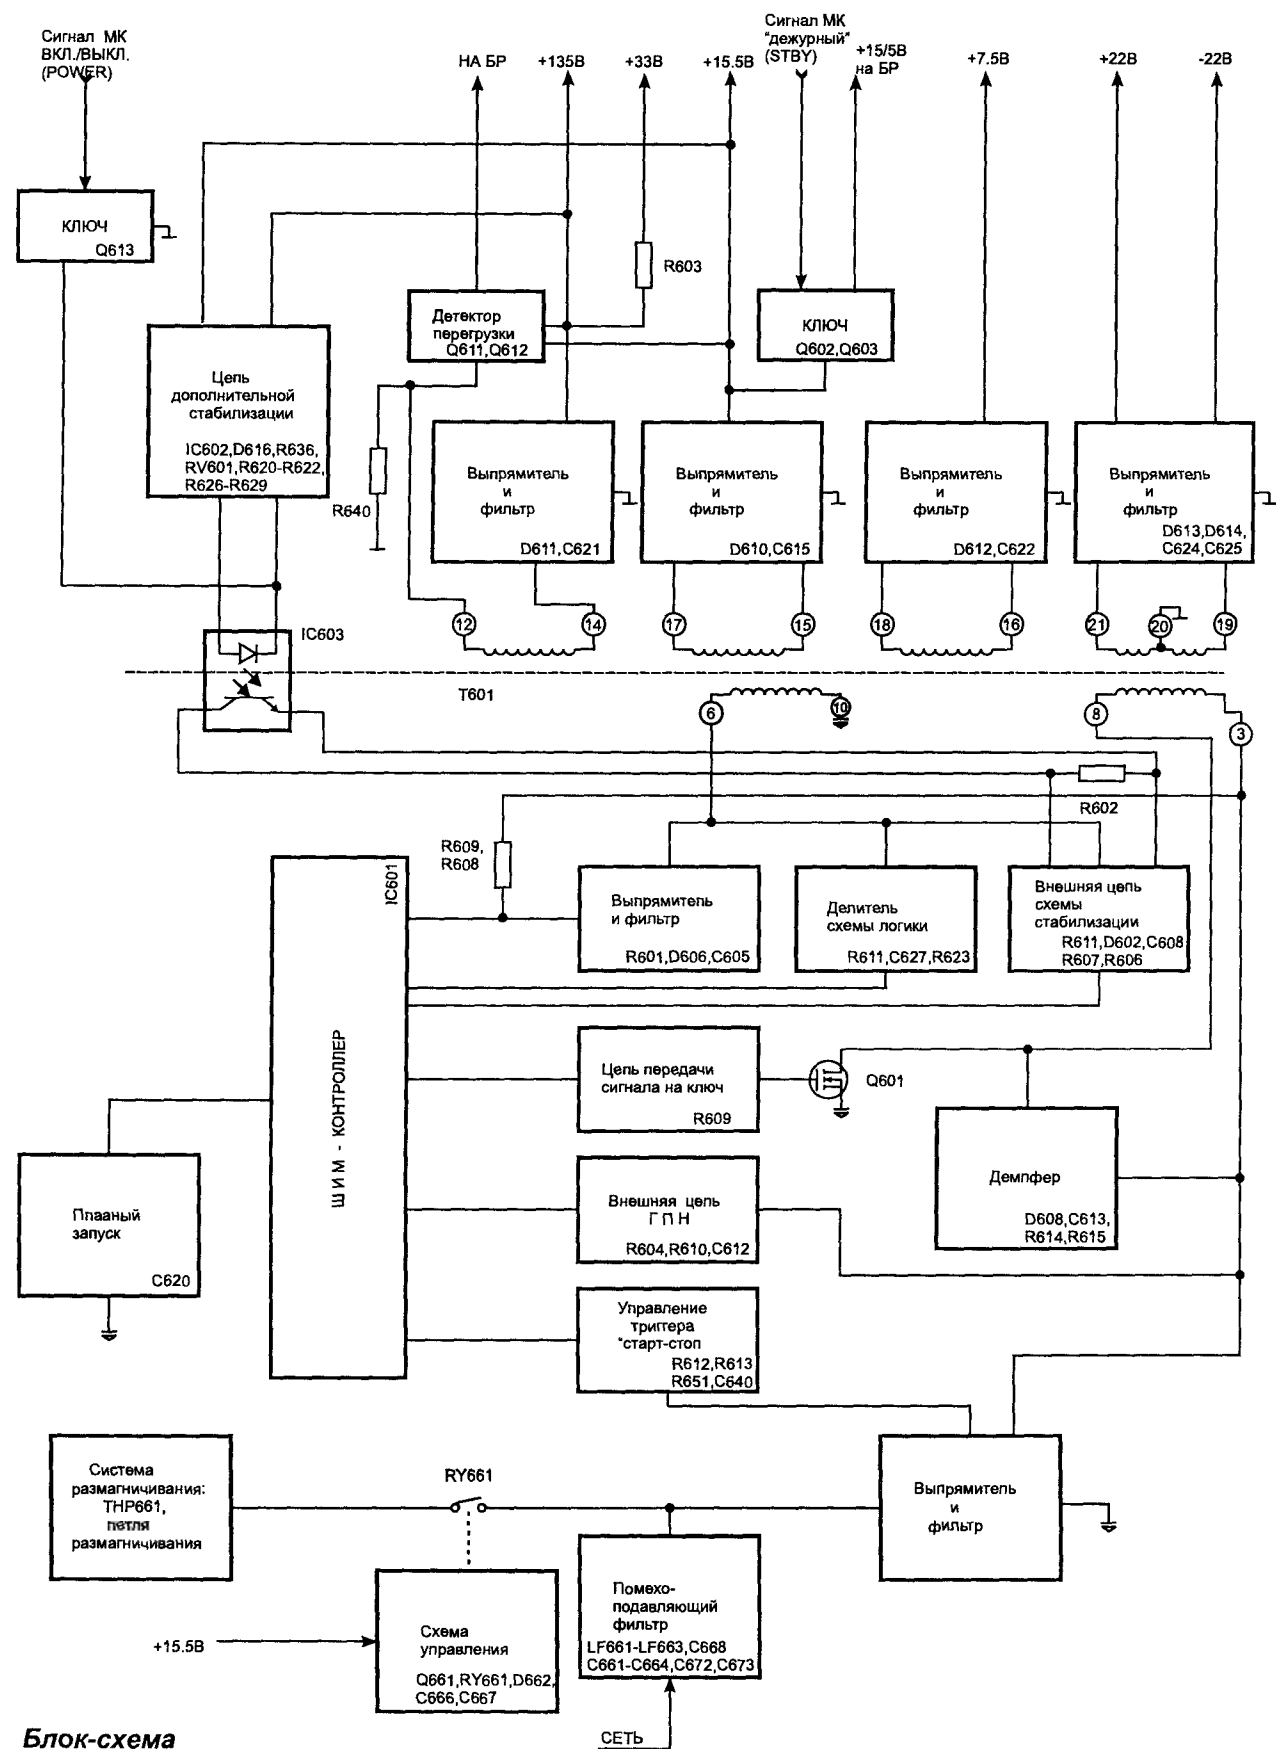 Сигнал МК
ВКЛ./ВЫКЛ.
(POWER)
НА БР
+135В
+33В
+15.5В
Сигнал МК
"дежурный"
(STBY)
+15/5В
на БР
+7.5В
+22В
-22В
КЛЮЧ
Q613
R603
Детектор
перегрузки
Q611,Q612
КЛЮЧ
Q602,Q603
Цепь
дополнительной
стабилизации
IC602,D616,R636,
RV601,R620-R622,
R626-R629
R640
Выпрямитель
и
фильтр
D611,C621
Выпрямитель
и
фильтр
D610,C615
Выпрямитель
и
фильтр
D612,C622
Выпрямитель
и
фильтр
D613,D614,
C624,C625
12
14
17
15
18
16
21
20
19
IC603
T601
6
10
8
3
R602
R609,
R608
IC601
ШИМ - КОНТРОЛЛЕР
Выпрямитель
и фильтр
R601,D606,C605
Делитель
схемы логики
R611,C627,R623
Внешняя цепь
схемы
стабилизации
R611,D602,C608
R607,R606
Цепь передачи
сигнала на ключ
R609
Q601
Плааный
запуск
C620
Внешняя цепь
ГПН
R604,R610,C612
Демпфер
D608,C613,
R614,R615
Управление
триггера
"старт-стоп
R612,R613
R651,C640
Система
размагничивания:
THP661,
петля
размагничивания
RY661
Выпрямитель
и
фильтр
+15.5В
Схема
управления
Q661,RY661,D662,
C666,C667
Помехо-
подавляющий
фильтр
LF661-LF663,C668
C661-C664,C672,C673
СЕТЬ
Блок-схема